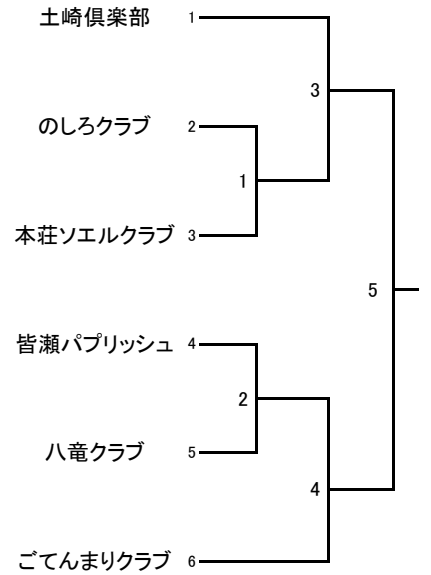 土崎倶楽部 1
3
のしろクラブ 2
1
本荘ソエルクラブ 3
5
皆瀬パプリッシュ 4
2
八竜クラブ 5
4
ごてんまりクラブ 6